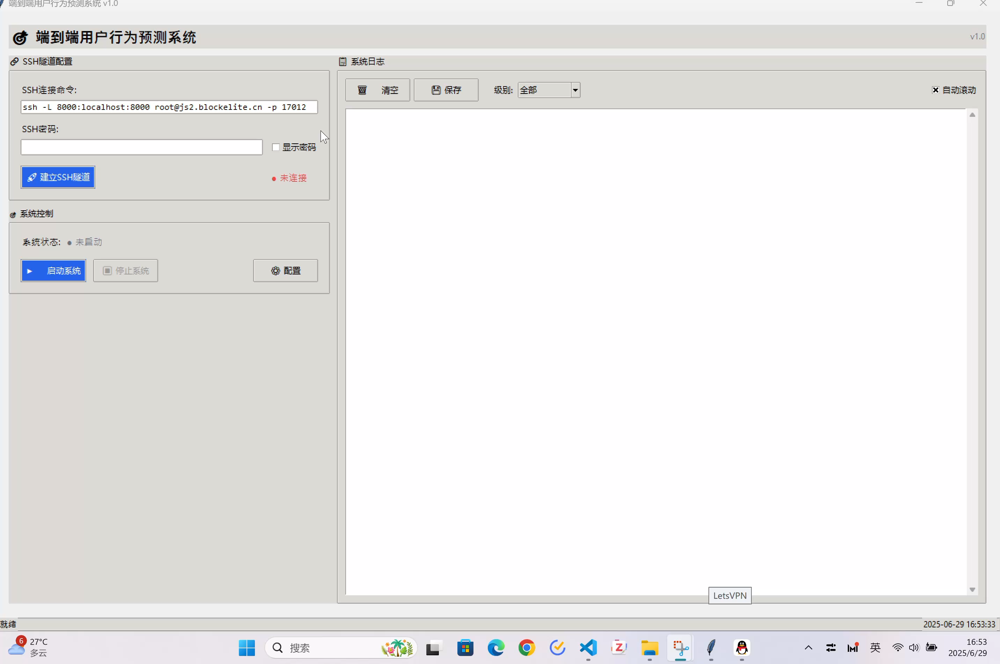 端到端用户行为预测系统 v1.0
端到端用户行为预测系统
v1.0
SSH隧道配置
SSH连接命令:
ssh -L 8000:localhost:8000 root@js2.blockelite.cn -p 17012
SSH密码:
显示密码
建立SSH隧道
未连接
系统控制
系统状态:
未启动
启动系统
停止系统
配置
系统日志
清空
保存
级别:
全部
自动滚动
LetsVPN
就绪
2025-06-29 16:53:33
6
27°C
多云
搜索
英
16:53
2025/6/29